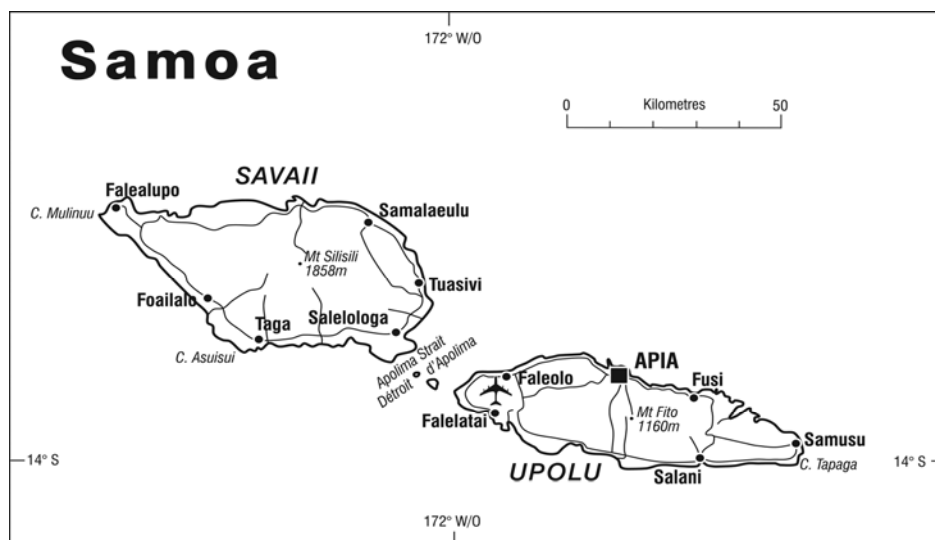 172° W/O
Samoa
0 Kilometres 50
SAVAII
Falealupo
C. Mulinuu
Samalaeulu
Mt Silisili
1858m
Tuasivi
Foailalo
Taga
Salelologa
C. Asuisui
Apolima Strait
Détroit d'Apolima
APIA
Faleolo
Fusi
Falelatai
Mt Fito
1160m
Samusu
14° S
UPOLU
Salani
C. Tapaga
14° S
172° W/O